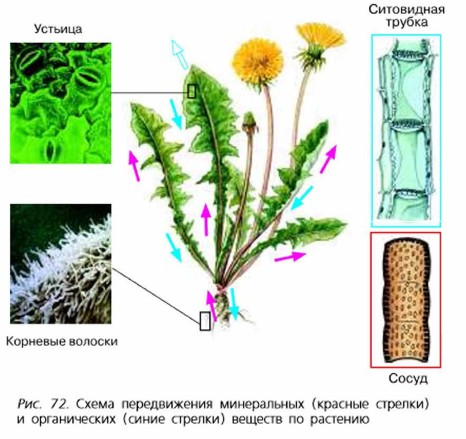 Устьица
Ситовидная
трубка
Корневые волоски
Сосуд
Рис. 72. Схема передвижения минеральных (красные стрелки)
и органических (синие стрелки) веществ по растению